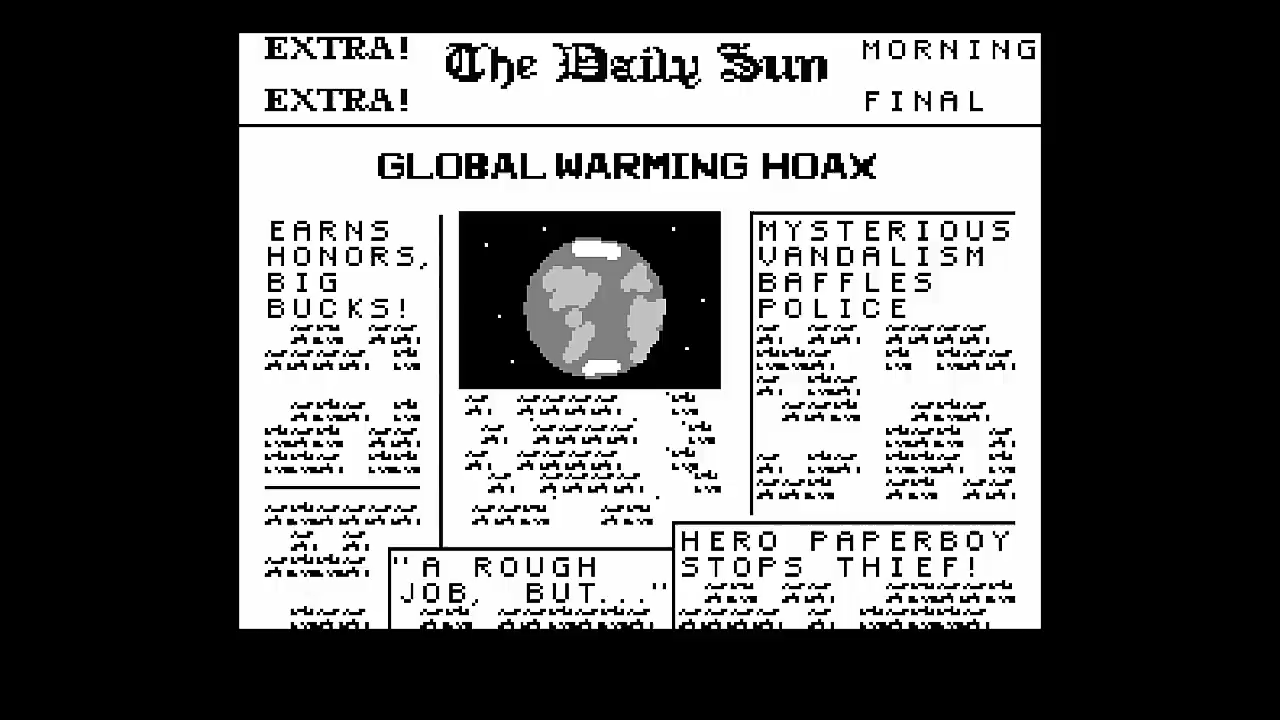 EXTRA!
EXTRA!
The Daily Sun
MORNING
FINAL
GLOBAL WARMING HOAX
EARNS
HONORS,
BIG
BUCKS!
MYSTERIOUS
VANDALISM
BAFFLES
POLICE
"A ROUGH
JOB, BUT..."
HERO PAPERBOY
STOPS THIEF!